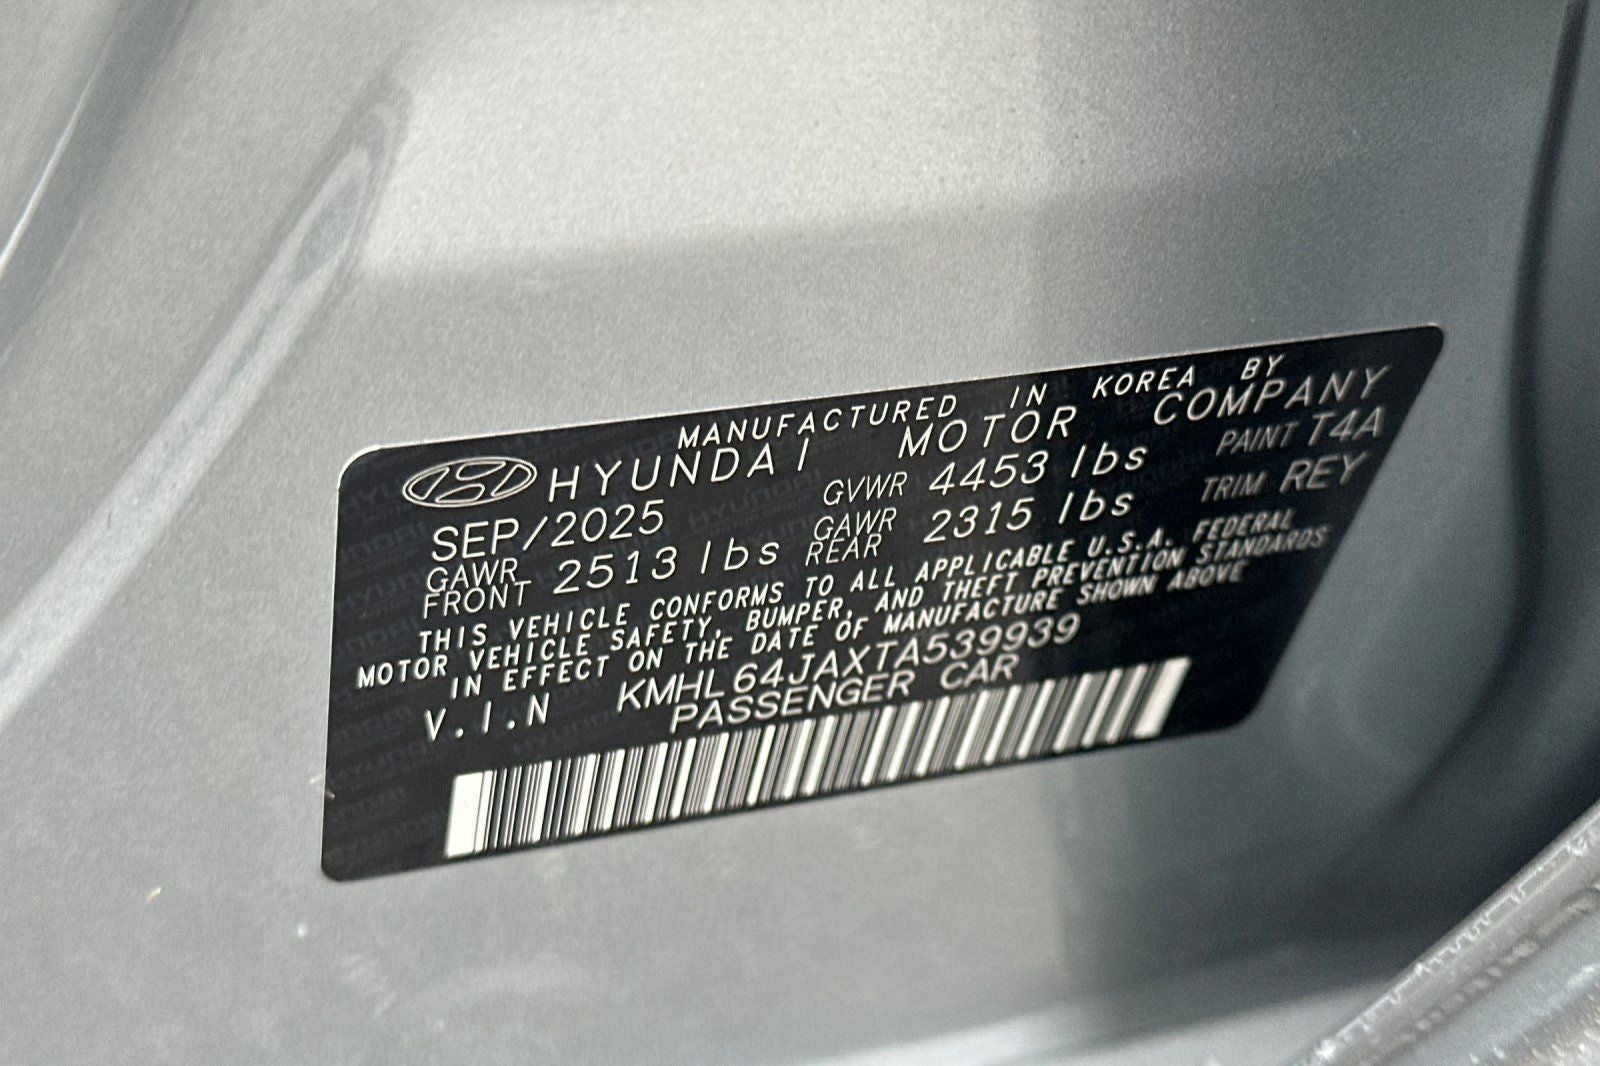 MANUFACTURED IN KOREA BY
HYUNDAI MOTOR COMPANY
SEP/2025 GVWR 4453 lbs PAINT T4A
GAWR FRONT 2513 lbs GAWR REAR 2315 lbs TRIM REY
THIS VEHICLE CONFORMS TO ALL APPLICABLE U.S.A. FEDERAL
MOTOR VEHICLE SAFETY, BUMPER, AND THEFT PREVENTION STANDARDS
IN EFFECT ON THE DATE OF MANUFACTURE SHOWN ABOVE
V.I.N KMHL64JAXTA539939
PASSENGER CAR